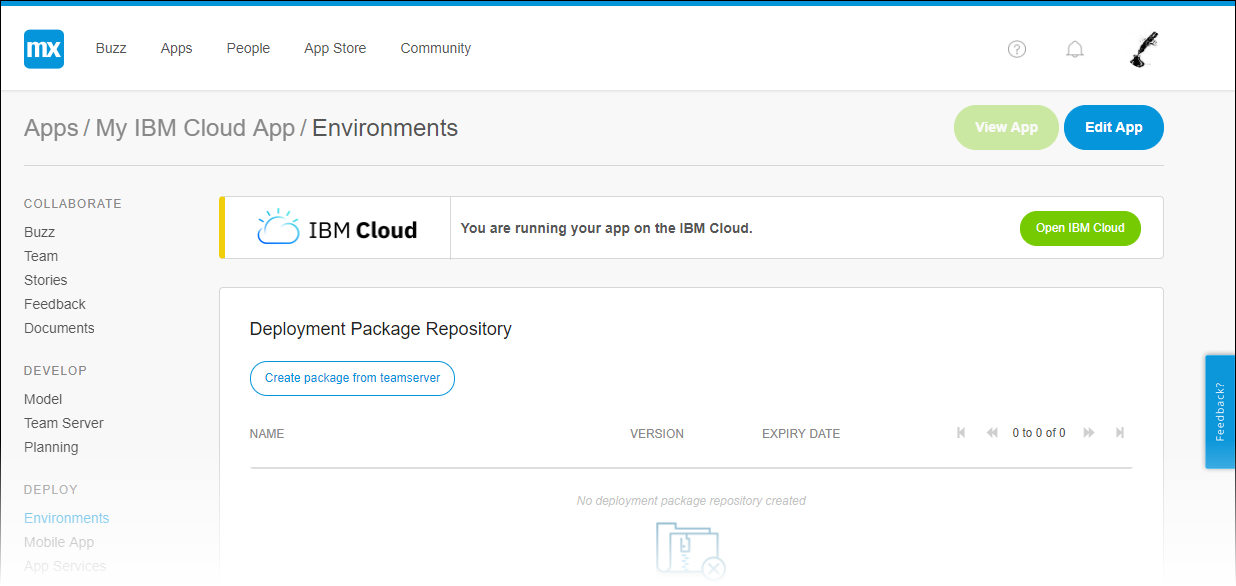 mx Buzz Apps People App Store Community ?
Apps / My IBM Cloud App / Environments View App Edit App
COLLABORATE
Buzz
Team
Stories
Feedback
Documents
DEVELOP
Model
Team Server
Planning
DEPLOY
Environments
Mobile App
App Services
IBM Cloud You are running your app on the IBM Cloud. Open IBM Cloud
Deployment Package Repository
Create package from teamserver
NAME VERSION EXPIRY DATE 0 to 0 of 0
No deployment package repository created
Feedback?